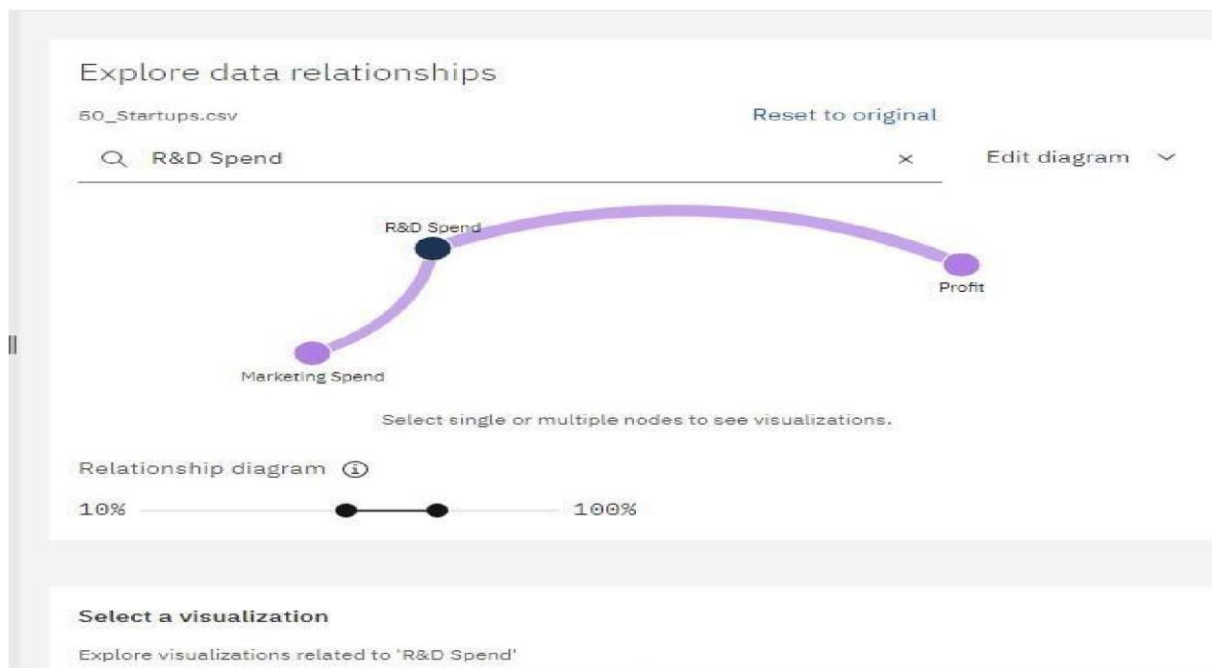 Explore data relationships
50_Startups.csv
Reset to original
R&D Spend
Edit diagram
R&D Spend
Profit
Marketing Spend
Select single or multiple nodes to see visualizations.
Relationship diagram
10%
100%
Select a visualization
Explore visualizations related to 'R&D Spend'